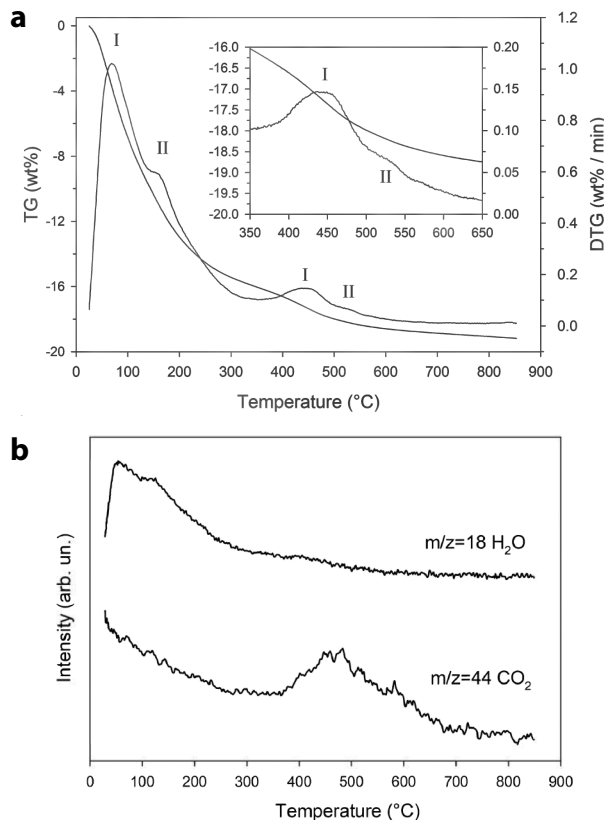 a
0
-4
-8
-12
-16
-20
TG (wt%)
I
II
I
II
-16.0
-16.5
-17.0
-17.5
-18.0
-18.5
-19.0
-19.5
-20.0
I
II
0.20
0.15
0.10
0.05
0.00
350 400 450 500 550 600 650
1.2
1.0
0.8
0.6
0.4
0.2
0.0
DTG (wt% / min)
0 100 200 300 400 500 600 700 800 900
Temperature (°C)
b
Intensity (arb. un.)
m/z=18 H₂O
m/z=44 CO₂
0 100 200 300 400 500 600 700 800 900
Temperature (°C)